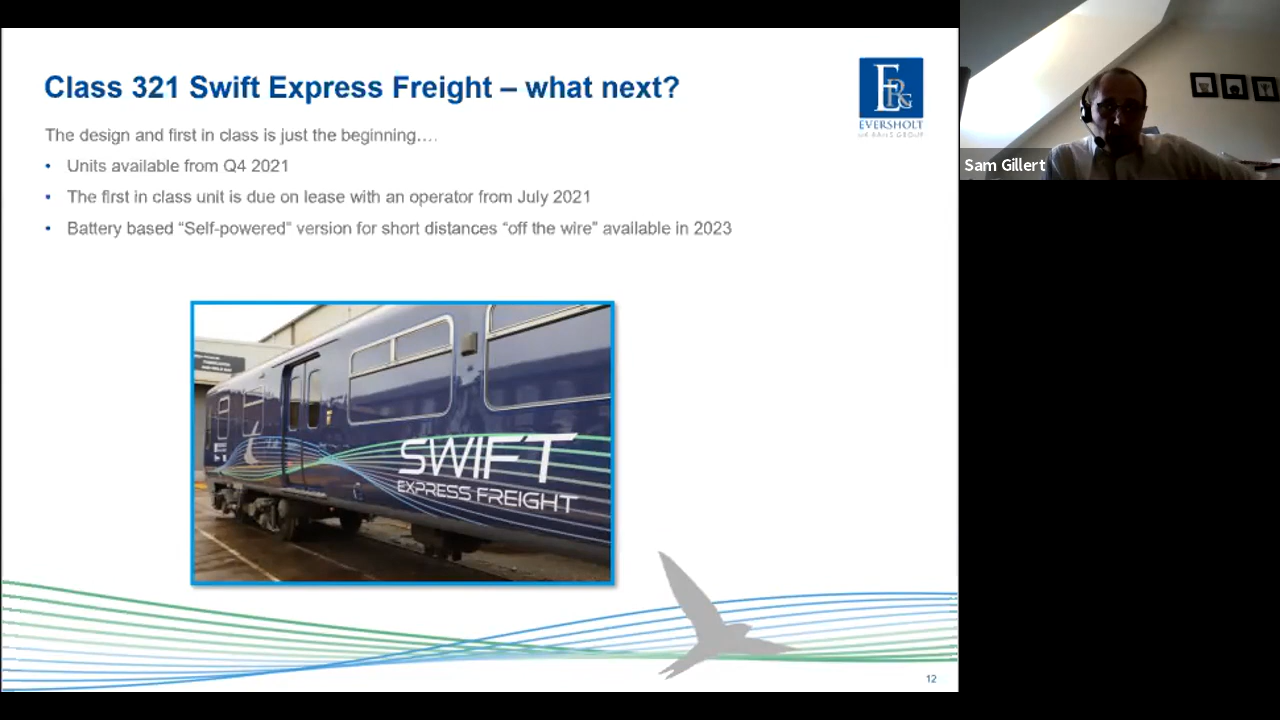 Class 321 Swift Express Freight – what next?
The design and first in class is just the beginning....
• Units available from Q4 2021
• The first in class unit is due on lease with an operator from July 2021
• Battery based “Self-powered” version for short distances “off the wire” available in 2023
EVERSHOLT
UK RAILS GROUP
Sam Gillert
SWIFT
EXPRESS FREIGHT
12